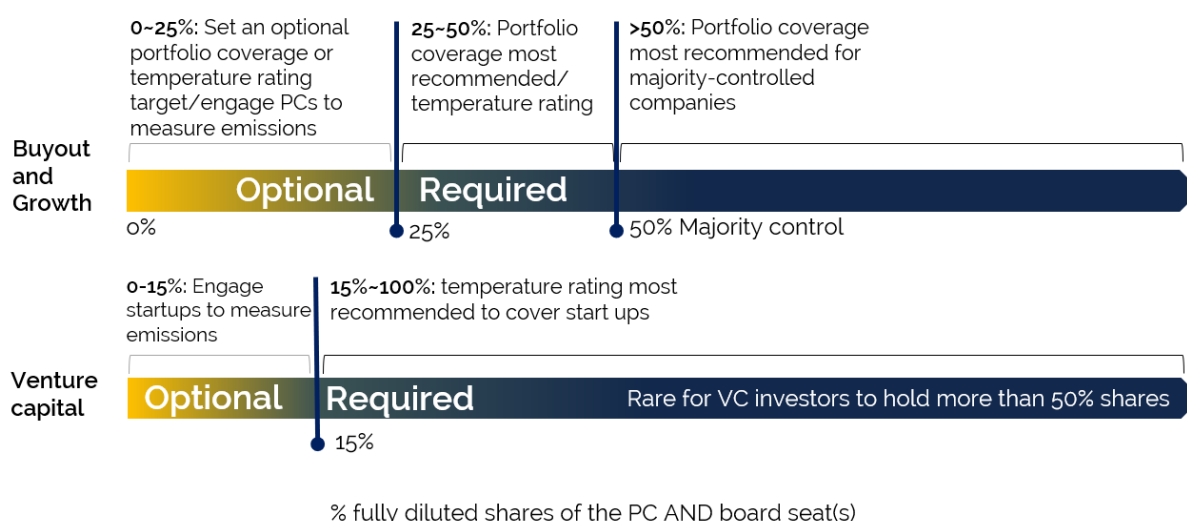 0~25%: Set an optional
portfolio coverage or
temperature rating
target/engage PCs to
measure emissions
25~50%: Portfolio
coverage most
recommended/
temperature rating
>50%: Portfolio coverage
most recommended for
majority-controlled
companies
Buyout
and
Growth
Optional
Required
0%
25%
50% Majority control
0-15%: Engage
startups to measure
emissions
15%~100%: temperature rating most
recommended to cover start ups
Venture
capital
Optional
Required
Rare for VC investors to hold more than 50% shares
15%
% fully diluted shares of the PC AND board seat(s)